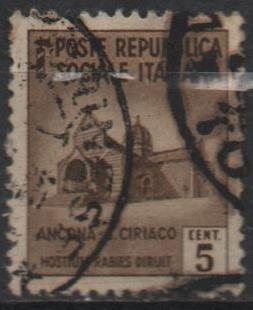 POSTE REPUBBLICA
SOCIALE ITALIANA
ANCONA - S. CIRIACO
HOSTIUM RABIES DIRUIT
CENT.
5